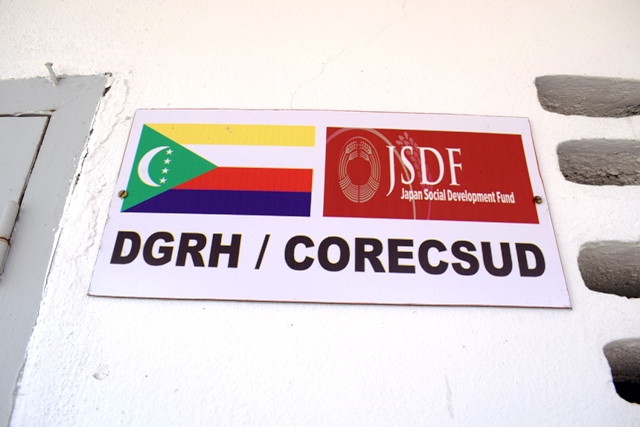 JSDF
Japan Social Development Fund
DGRH / CORECSUD